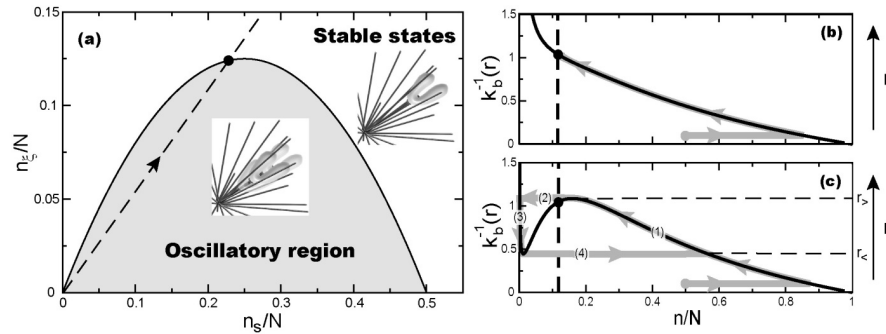 (a)
Stable states
Oscillatory region
n_ξ/N
0.15
0.1
0.05
0
0
0.1
0.2
0.3
0.4
0.5
n_s/N
(b)
k_b^{-1}(r)
1.5
1
0.5
0
(c)
k_b^{-1}(r)
1.5
1
0.5
0
(1)
(2)
(3)
(4)
r_>
r_<
0
0.2
0.4
0.6
0.8
1
n/N